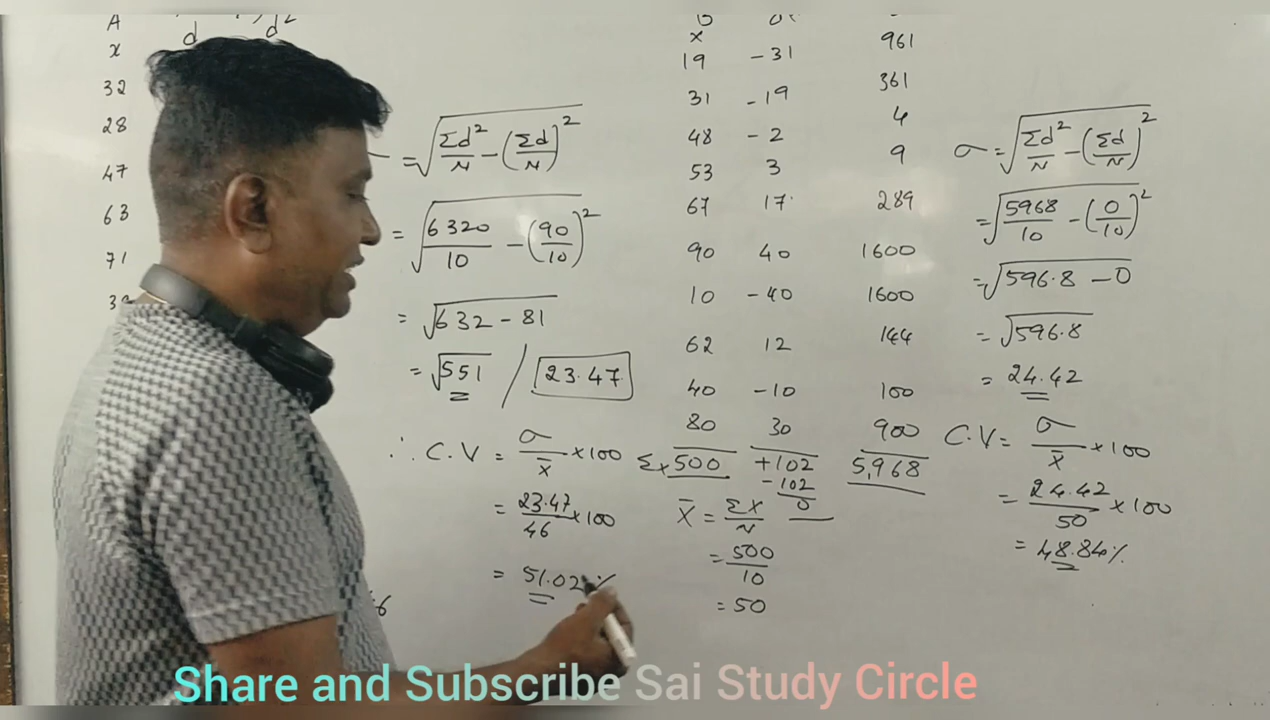 A
x d d²
32
28
47
63
71
= √(Σd²/N − (Σd/N)²)
= √(6320/10 − (90/10)²)
= √632 − 81
= √551 / 23.47
∴ C.V = σ/x̄ × 100
= 23.47/46 × 100
= 51.02%
x
19 −31 961
31 −19 361
48 −2 4
53 3 9
67 17 289
90 40 1600
10 −40 1600
62 12 144
40 −10 100
80 30 900
Σx 500 +102 5,968
−102
0
X̄ = ΣX/N
= 500/10
= 50
σ = √(Σd²/N − (Σd/N)²)
= √(5968/10 − (0/10)²)
= √596.8 − 0
= √596.8
= 24.42
C.V = σ/x̄ × 100
= 24.42/50 × 100
= 48.84%
Share and Subscribe Sai Study Circle